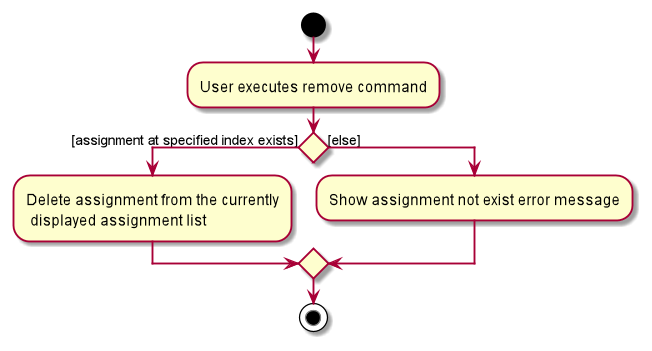 User executes remove command
[assignment at specified index exists]
[else]
Delete assignment from the currently
displayed assignment list
Show assignment not exist error message